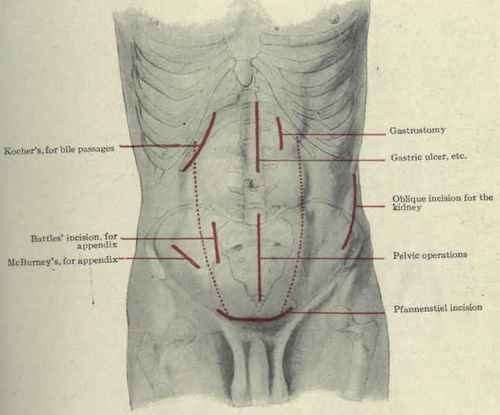 Kocher's, for bile passages
Battles' incision, for
appendix
McBurney's, for appendix
Gastrostomy
Gastric ulcer, etc.
Oblique incision for the
kidney
Pelvic operations
Pfannenstiel incision